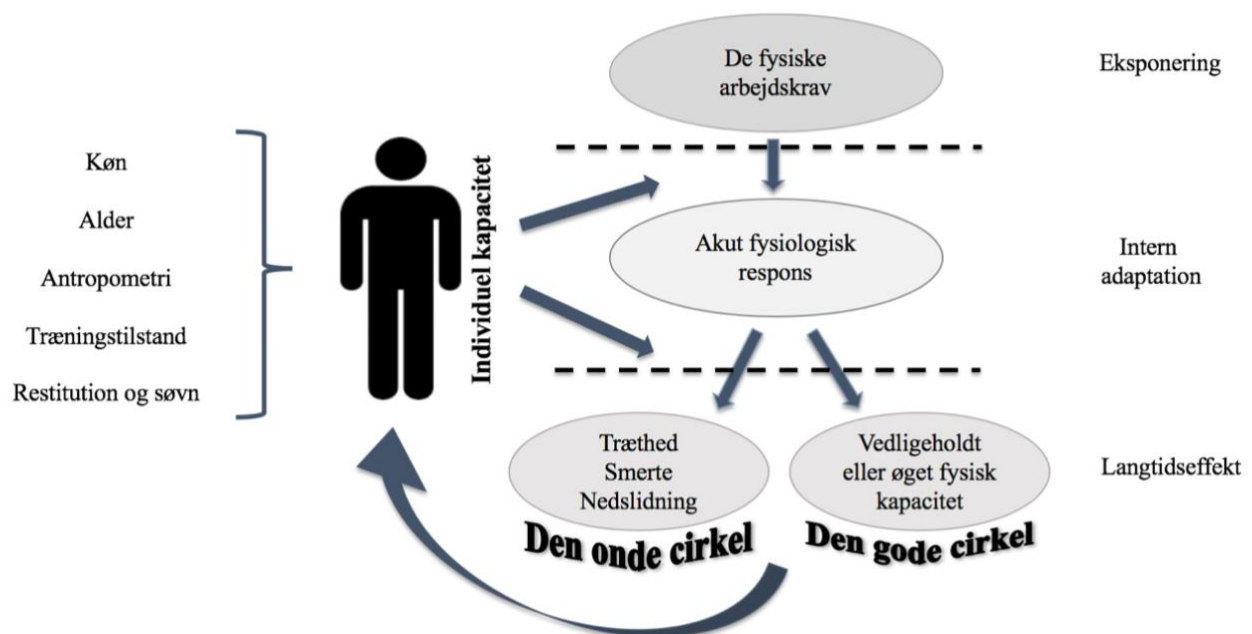 Køn
Alder
Antropometri
Træningstilstand
Restitution og søvn
Individuel kapacitet
De fysiske
arbejdskrav
Akut fysiologisk
respons
Træthed
Smerte
Nedslidning
Den onde cirkel
Vedligeholdt
eller øget fysisk
kapacitet
Den gode cirkel
Eksponering
Intern
adaptation
Langtidseffekt